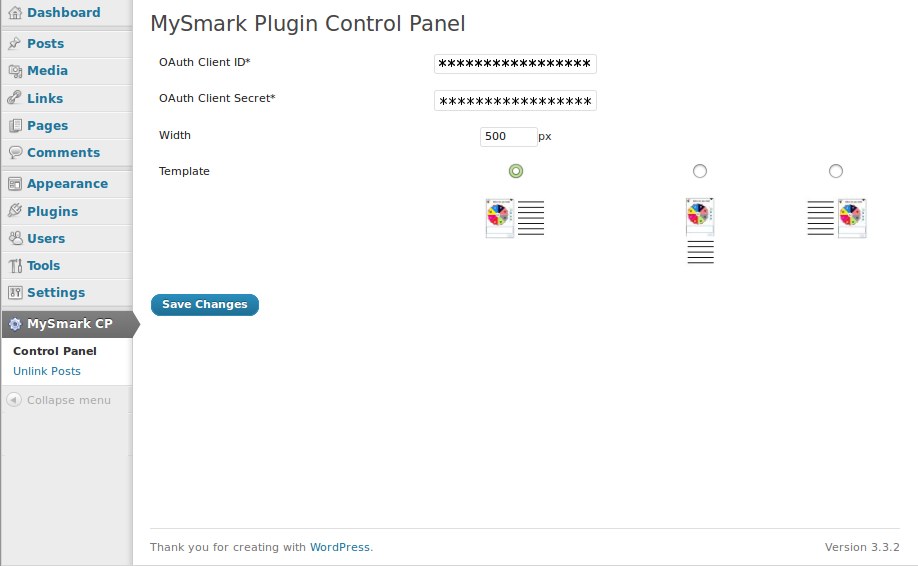 Dashboard
Posts
Media
Links
Pages
Comments
Appearance
Plugins
Users
Tools
Settings
MySmark CP
Control Panel
Unlink Posts
Collapse menu
MySmark Plugin Control Panel
OAuth Client ID* *****************
OAuth Client Secret* *****************
Width 500 px
Template
Save Changes
Thank you for creating with WordPress.
Version 3.3.2